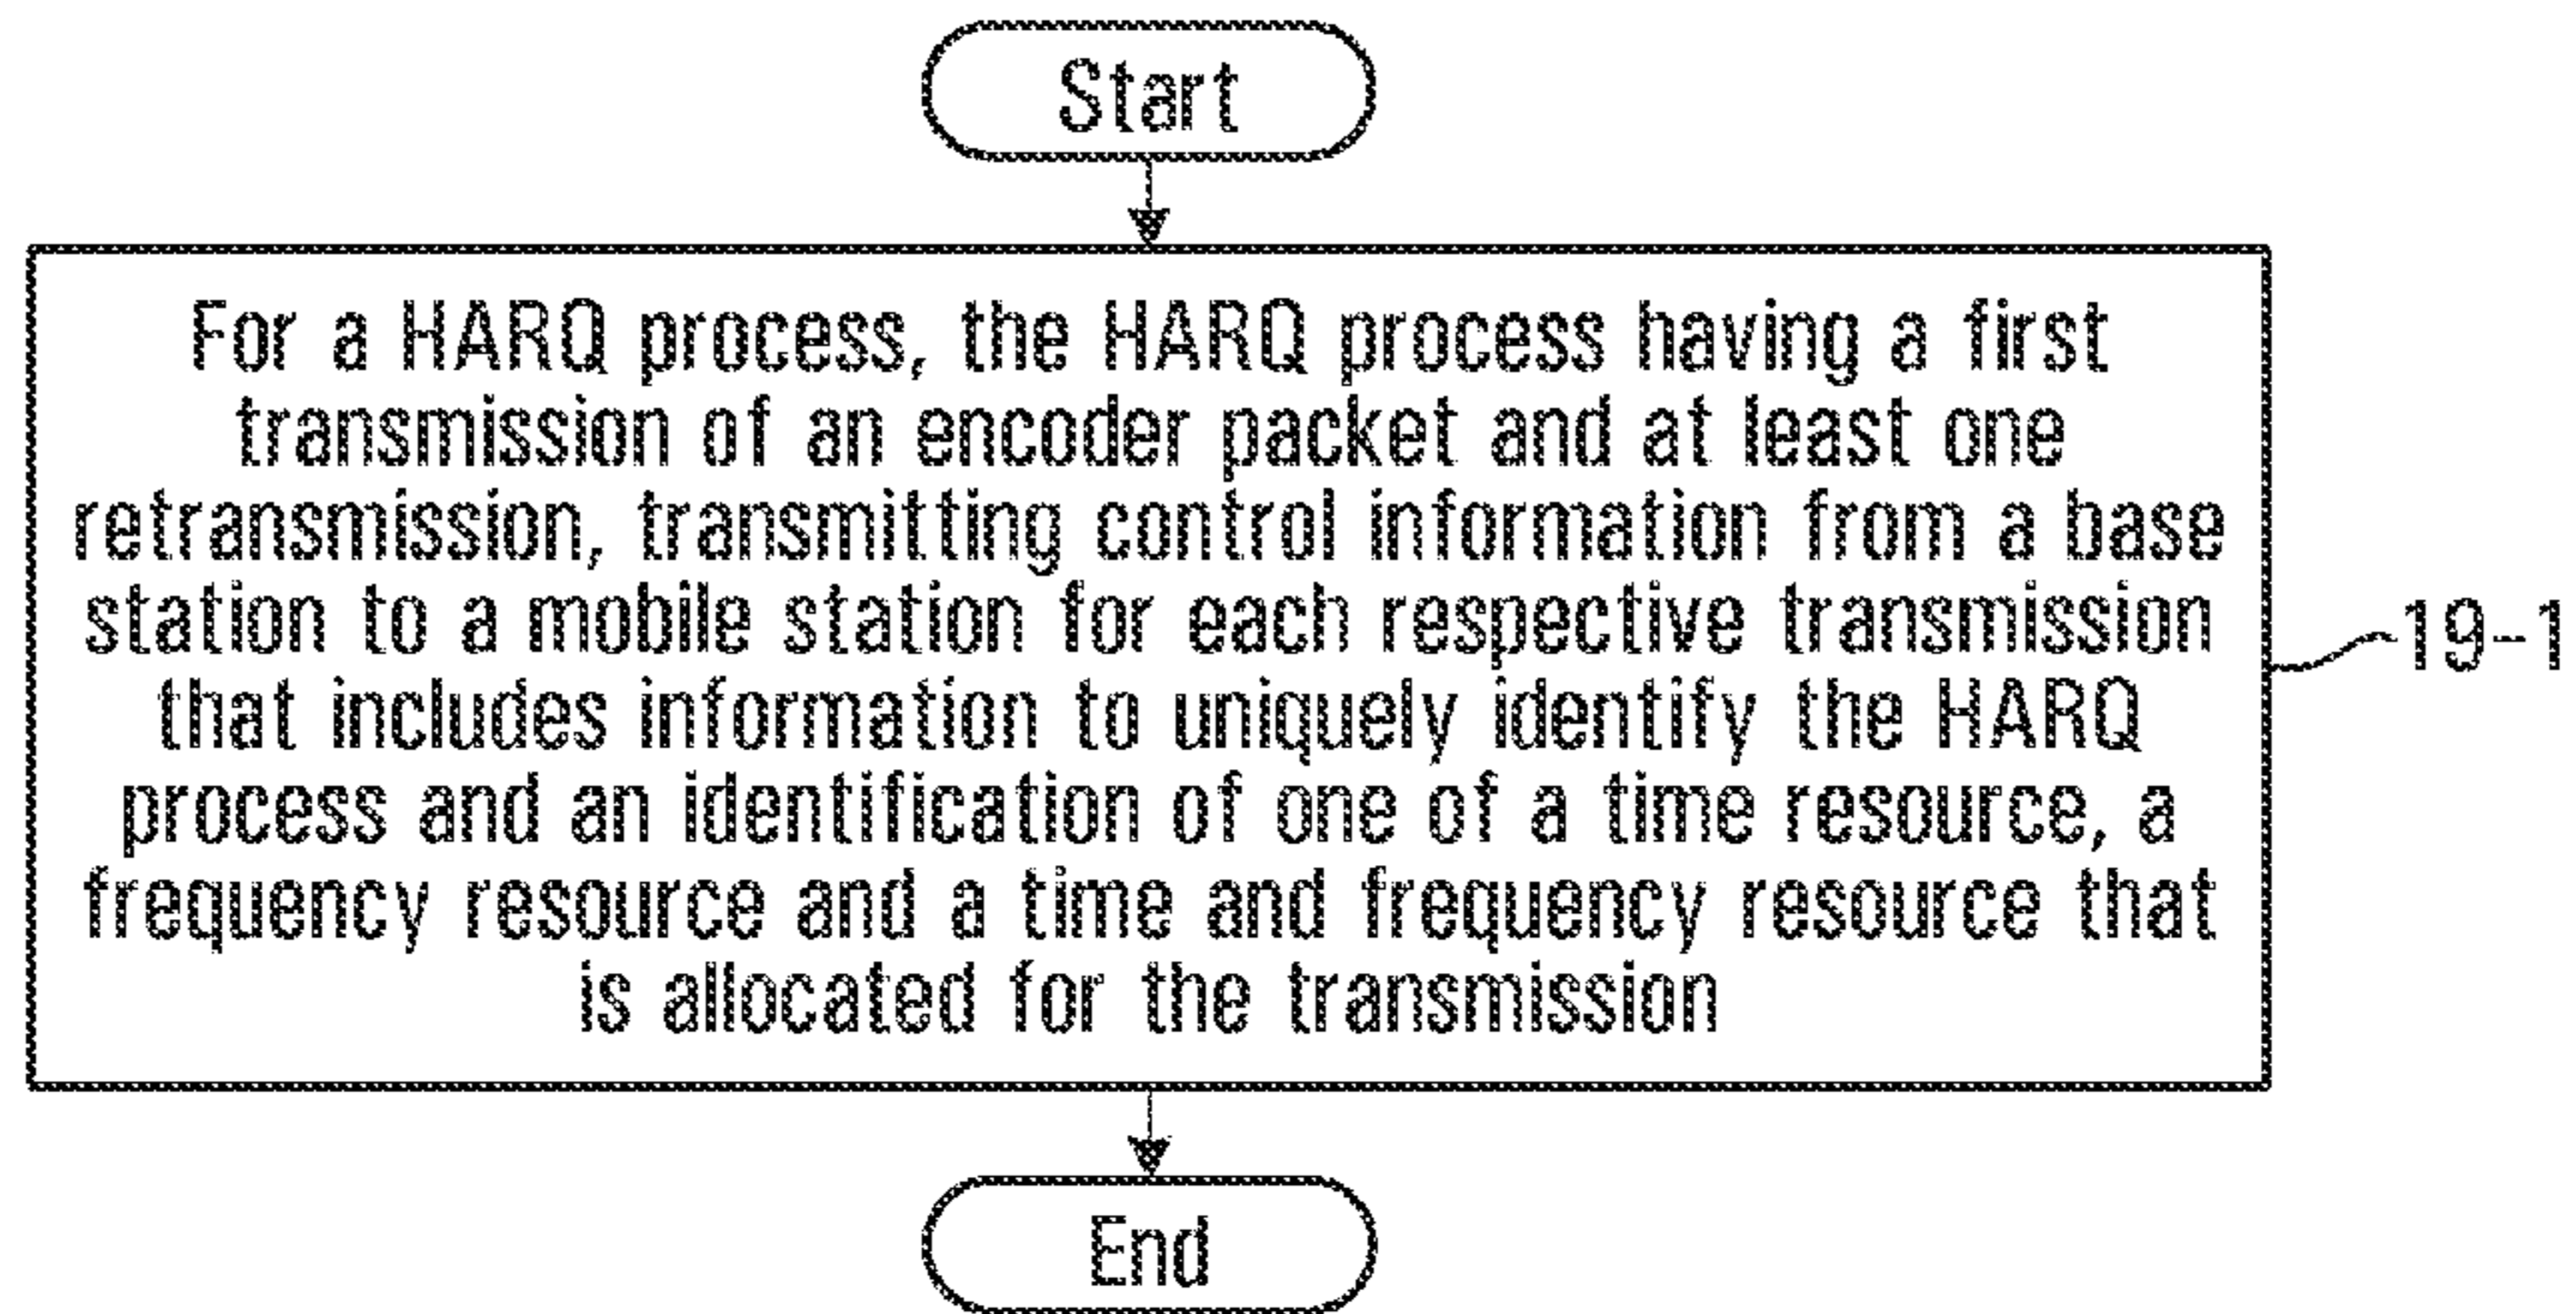 Start
For a HARQ process, the HARQ process having a first
transmission of an encoder packet and at least one
retransmission, transmitting control information from a base
station to a mobile station for each respective transmission
that includes information to uniquely identify the HARQ
process and an identification of one of a time resource, a
frequency resource and a time and frequency resource that
is allocated for the transmission
19-1
End